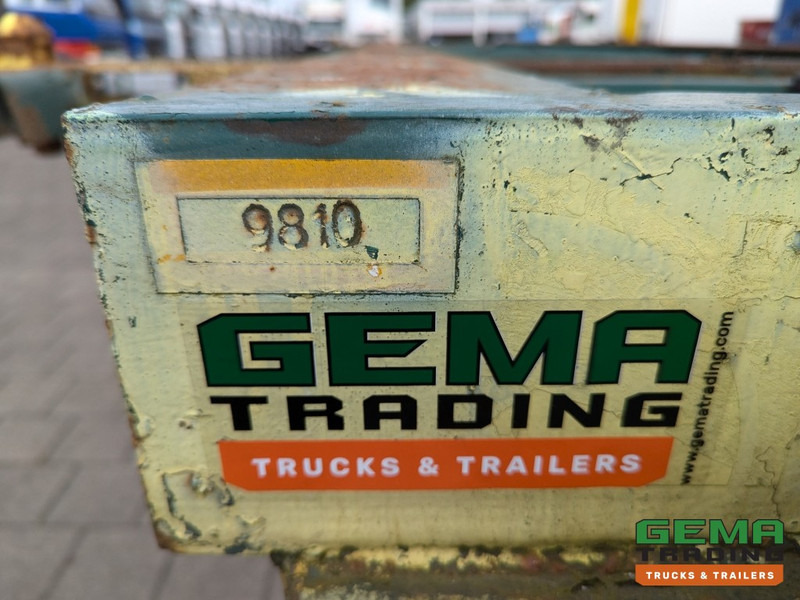 9810
GEMA
TRADING
TRUCKS & TRAILERS
www.gematrading.com
GEMA
TRADING
TRUCKS & TRAILERS